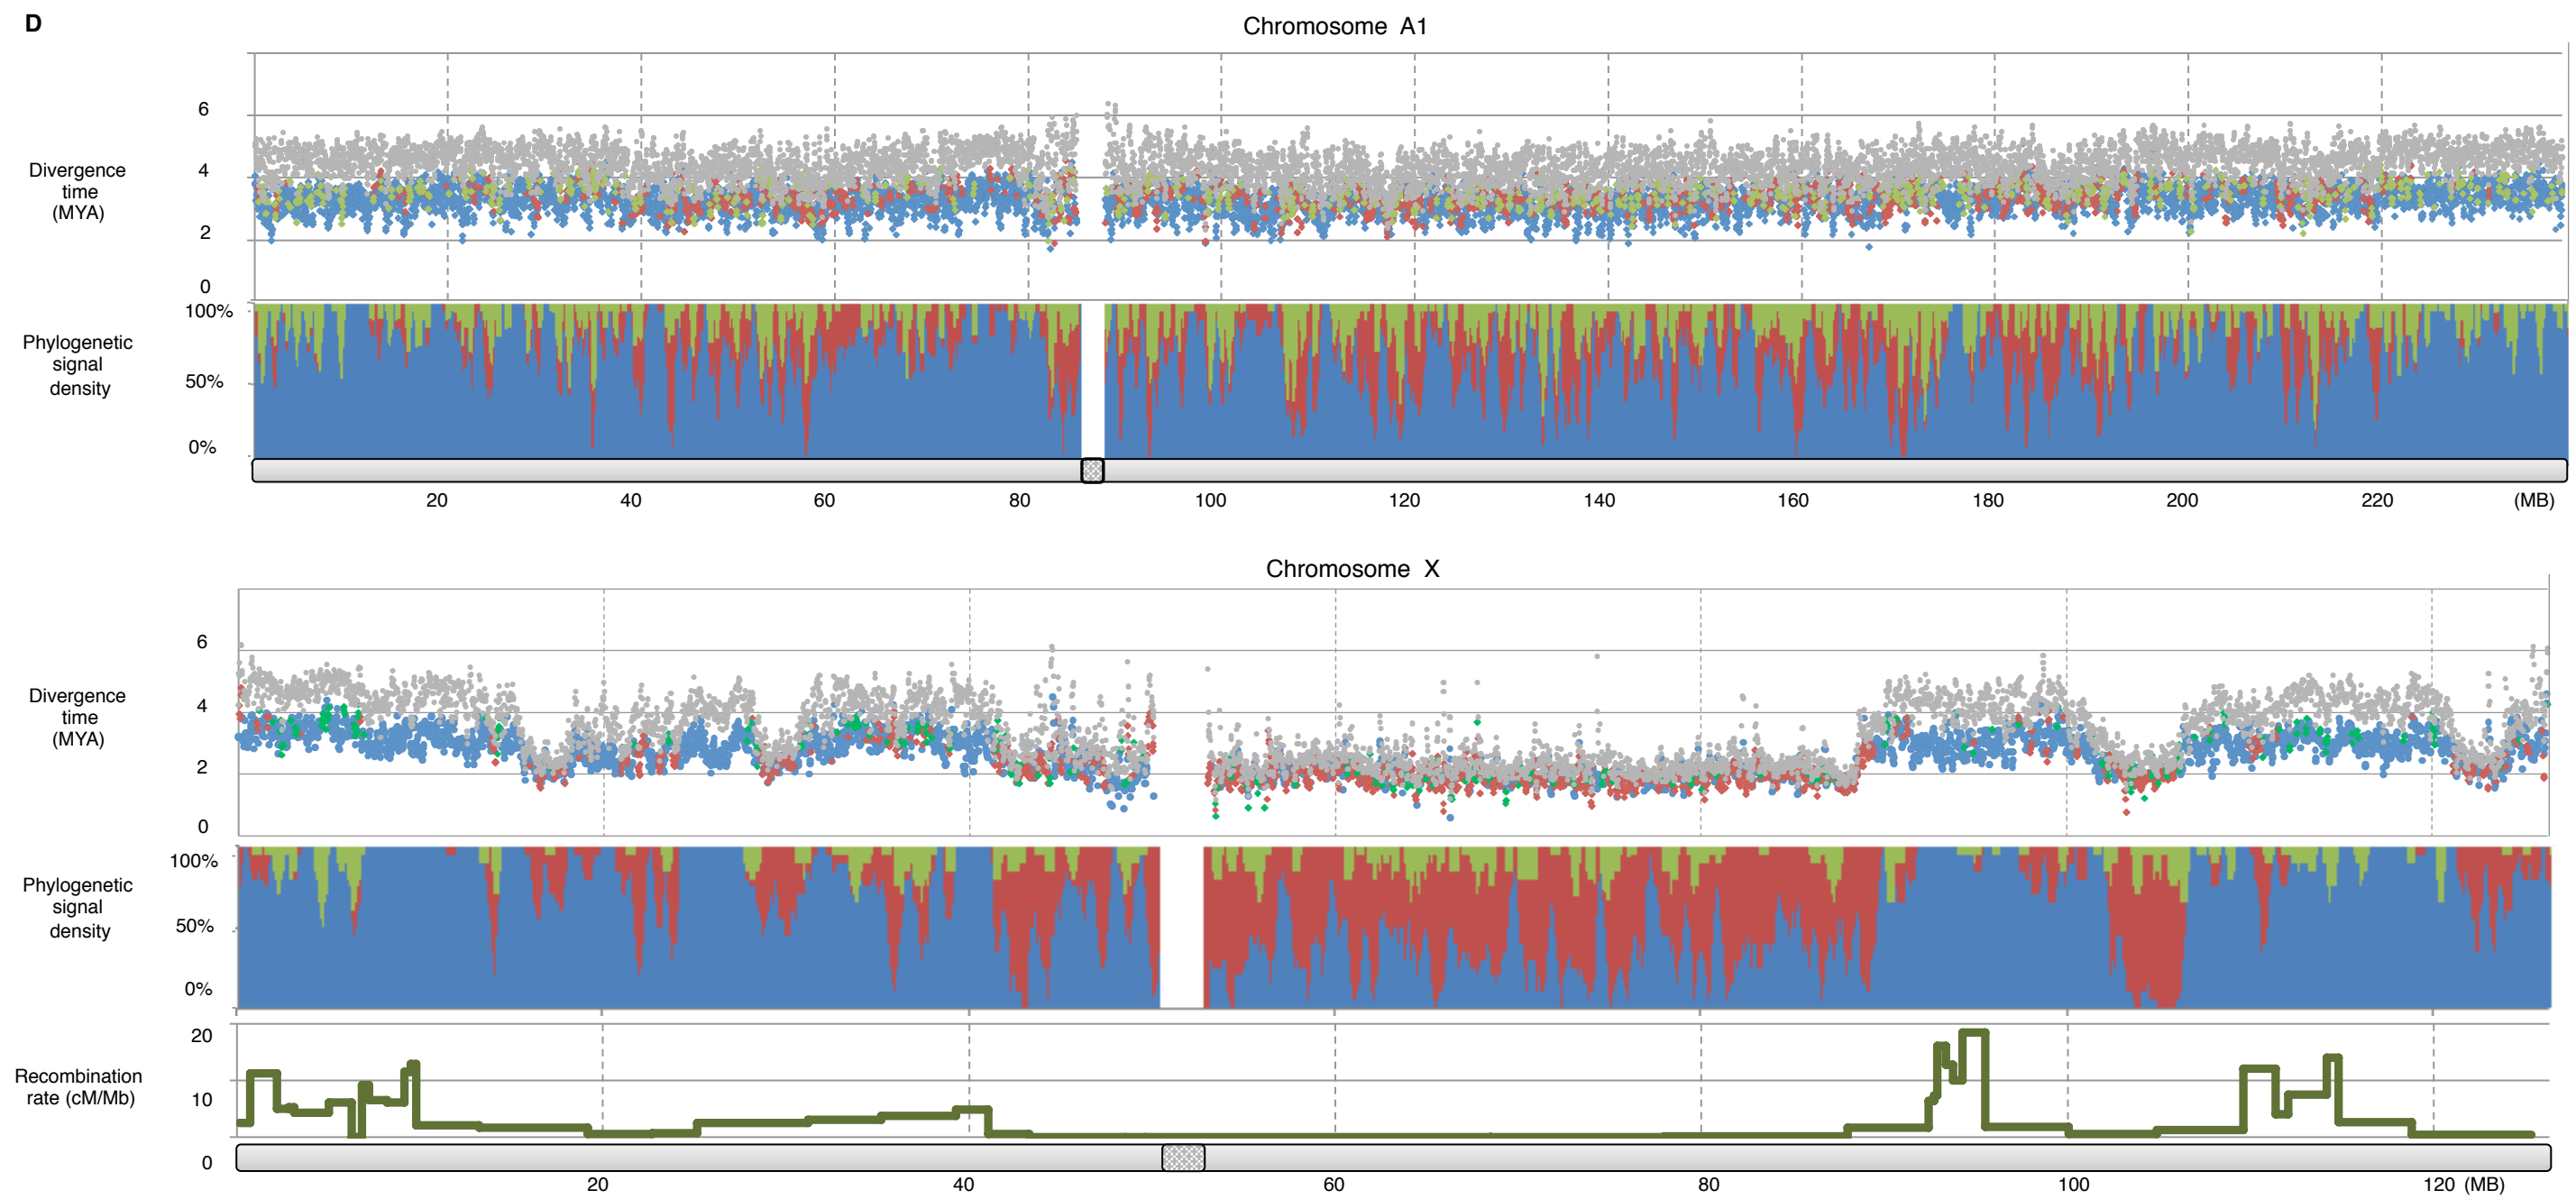 D
Chromosome A1
6
4
2
0
Divergence
time
(MYA)
100%
50%
0%
Phylogenetic
signal
density
20 40 60 80 100 120 140 160 180 200 220 (MB)
Chromosome X
6
4
2
0
Divergence
time
(MYA)
100%
50%
0%
Phylogenetic
signal
density
20
10
0
Recombination
rate (cM/Mb)
20 40 60 80 100 120 (MB)